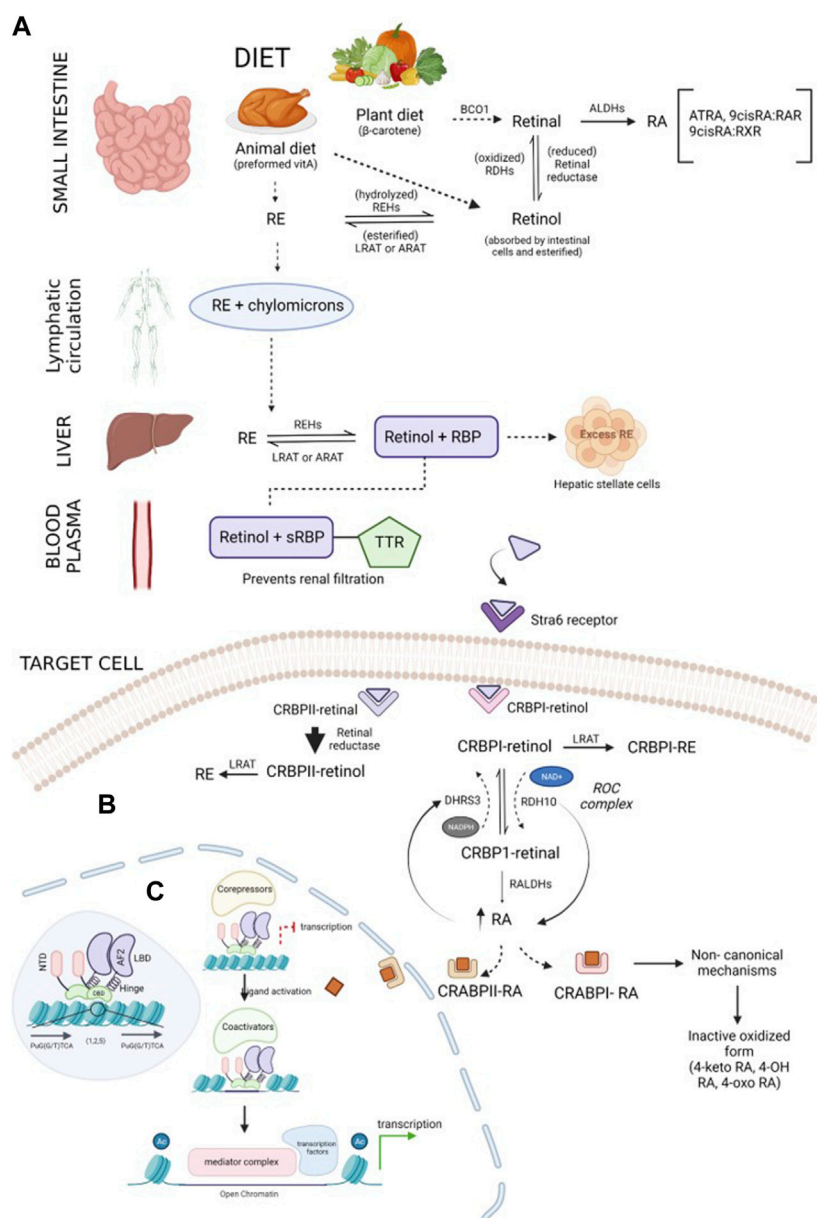 A
SMALL INTESTINE
DIET
Plant diet
(β-carotene)
BCO1
Retinal
ALDHs
RA
ATRA, 9cisRA:RAR
9cisRA:RXR
Animal diet
(preformed vitA)
(oxidized)
RDHs
(reduced)
Retinal
reductase
RE
(hydrolyzed)
REHs
(esterified)
LRAT or ARAT
Retinol
(absorbed by intestinal
cells and esterified)
Lymphatic
circulation
RE + chylomicrons
LIVER
RE
REHs
LRAT or ARAT
Retinol + RBP
Excess RE
Hepatic stellate cells
BLOOD
PLASMA
Retinol + sRBP
TTR
Prevents renal filtration
Stra6 receptor
TARGET CELL
CRBPII-retinal
CRBPI-retinol
Retinal
reductase
RE
LRAT
CRBPII-retinol
CRBPI-retinol
LRAT
CRBPI-RE
NAD+
ROC
complex
DHRS3
RDH10
NADPH
CRBP1-retinal
RALDHs
RA
CRABPII-RA
CRABPI- RA
Non- canonical
mechanisms
Inactive oxidized
form
(4-keto RA, 4-OH
RA, 4-oxo RA)
B
NTD
AF2
LBD
Hinge
DBD
PuG(G/T)TCA
(1,2,5)
PuG(G/T)TCA
C
Corepressors
transcription
Ligand activation
Coactivators
Ac
mediator complex
transcription
factors
Ac
transcription
Open Chromatin